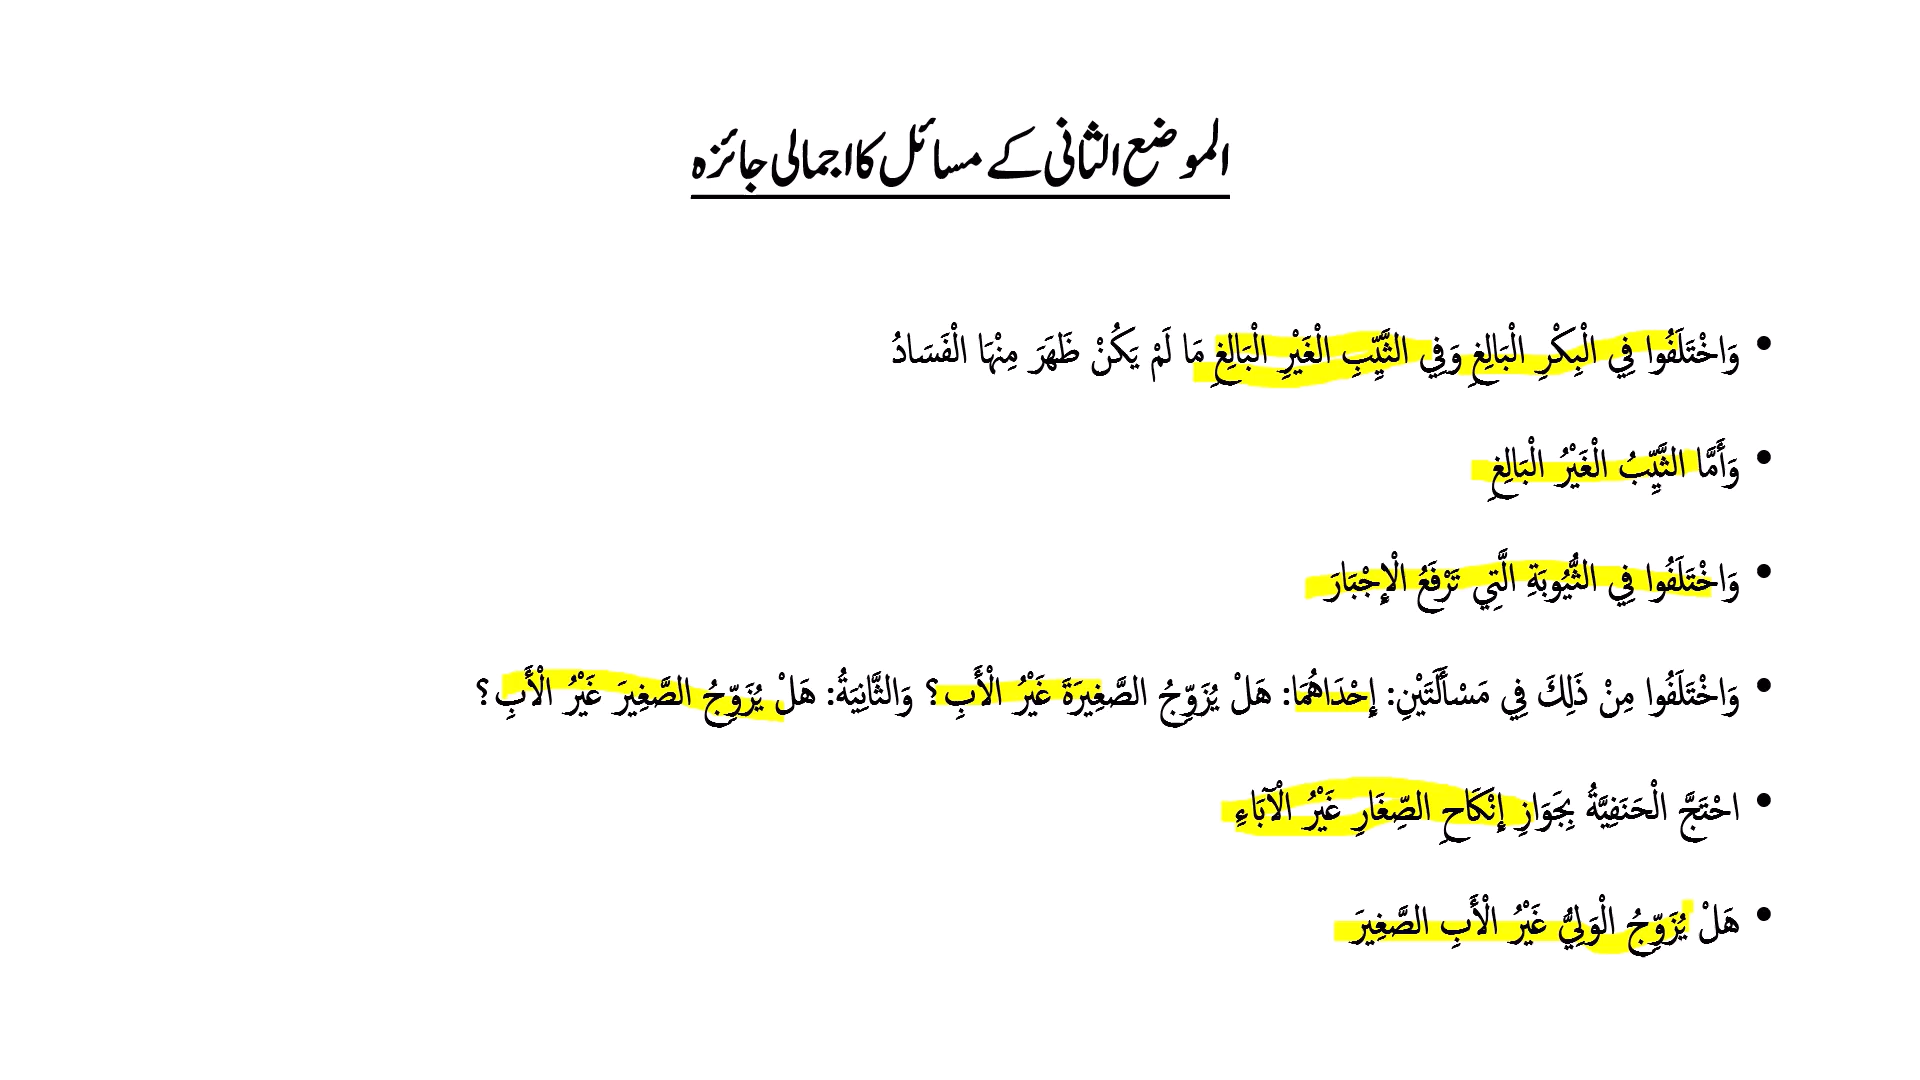 الموضع الثانی کے مسائل کا اجمالی جائزہ
• وَاخْتَلَفُوا فِي الْبِكْرِ الْبَالِغِ وَفِي الثَّيِّبِ الْغَيْرِ الْبَالِغِ مَا لَمْ يَكُنْ ظَهَرَ مِنْهَا الْفَسَادُ
• وَأَمَّا الثَّيِّبُ الْغَيْرُ الْبَالِغِ
• وَاخْتَلَفُوا فِي الثُّيُوبَةِ الَّتِي تَرْفَعُ الْإِجْبَارَ
• وَاخْتَلَفُوا مِنْ ذَلِكَ فِي مَسْأَلَتَيْنِ: إِحْدَاهُمَا: هَلْ يُزَوِّجُ الصَّغِيرَةَ غَيْرُ الْأَبِ؟ وَالثَّانِيَةُ: هَلْ يُزَوِّجُ الصَّغِيرَ غَيْرُ الْأَبِ؟
• احْتَجَّ الْحَنَفِيَّةُ بِجَوَازِ إِنْكَاحِ الصِّغَارِ غَيْرُ الْآبَاءِ
• هَلْ يُزَوِّجُ الْوَلِيُّ غَيْرُ الْأَبِ الصَّغِيرَ